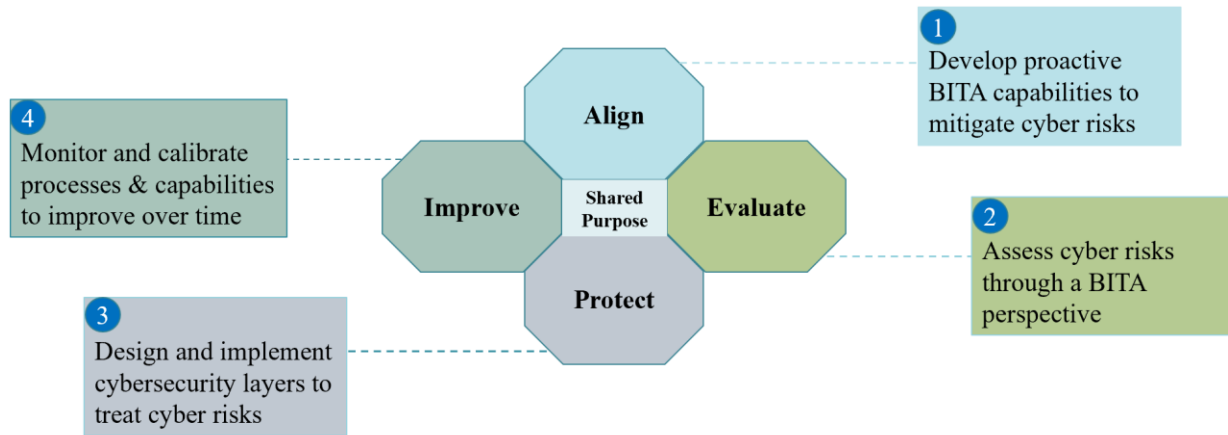 1
Develop proactive
BITA capabilities to
mitigate cyber risks
Align
4
Monitor and calibrate
processes & capabilities
to improve over time
Improve
Shared
Purpose
Evaluate
2
Assess cyber risks
through a BITA
perspective
Protect
3
Design and implement
cybersecurity layers to
treat cyber risks